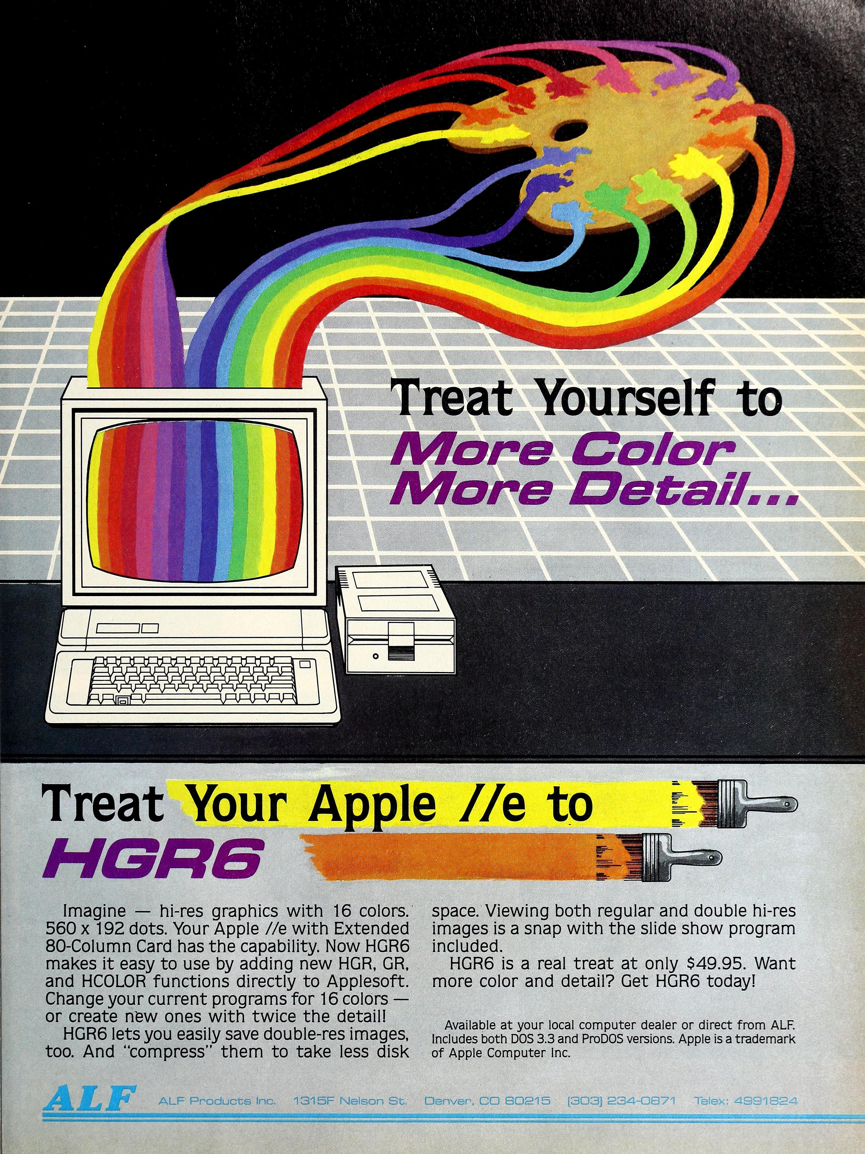 Treat Yourself to
More Color
More Detail...
Treat Your Apple //e to
HGR6
Imagine — hi-res graphics with 16 colors.
560 x 192 dots. Your Apple //e with Extended
80-Column Card has the capability. Now HGR6
makes it easy to use by adding new HGR, GR,
and HCOLOR functions directly to Applesoft.
Change your current programs for 16 colors —
or create new ones with twice the detail!
HGR6 lets you easily save double-res images,
too. And “compress” them to take less disk
space. Viewing both regular and double hi-res
images is a snap with the slide show program
included.
HGR6 is a real treat at only $49.95. Want
more color and detail? Get HGR6 today!
Available at your local computer dealer or direct from ALF.
Includes both DOS 3.3 and ProDOS versions. Apple is a trademark
of Apple Computer Inc.
ALF ALF Products Inc. 1315F Nelson St. Denver, CO 80215 (303) 234-0871 Telex: 4991824